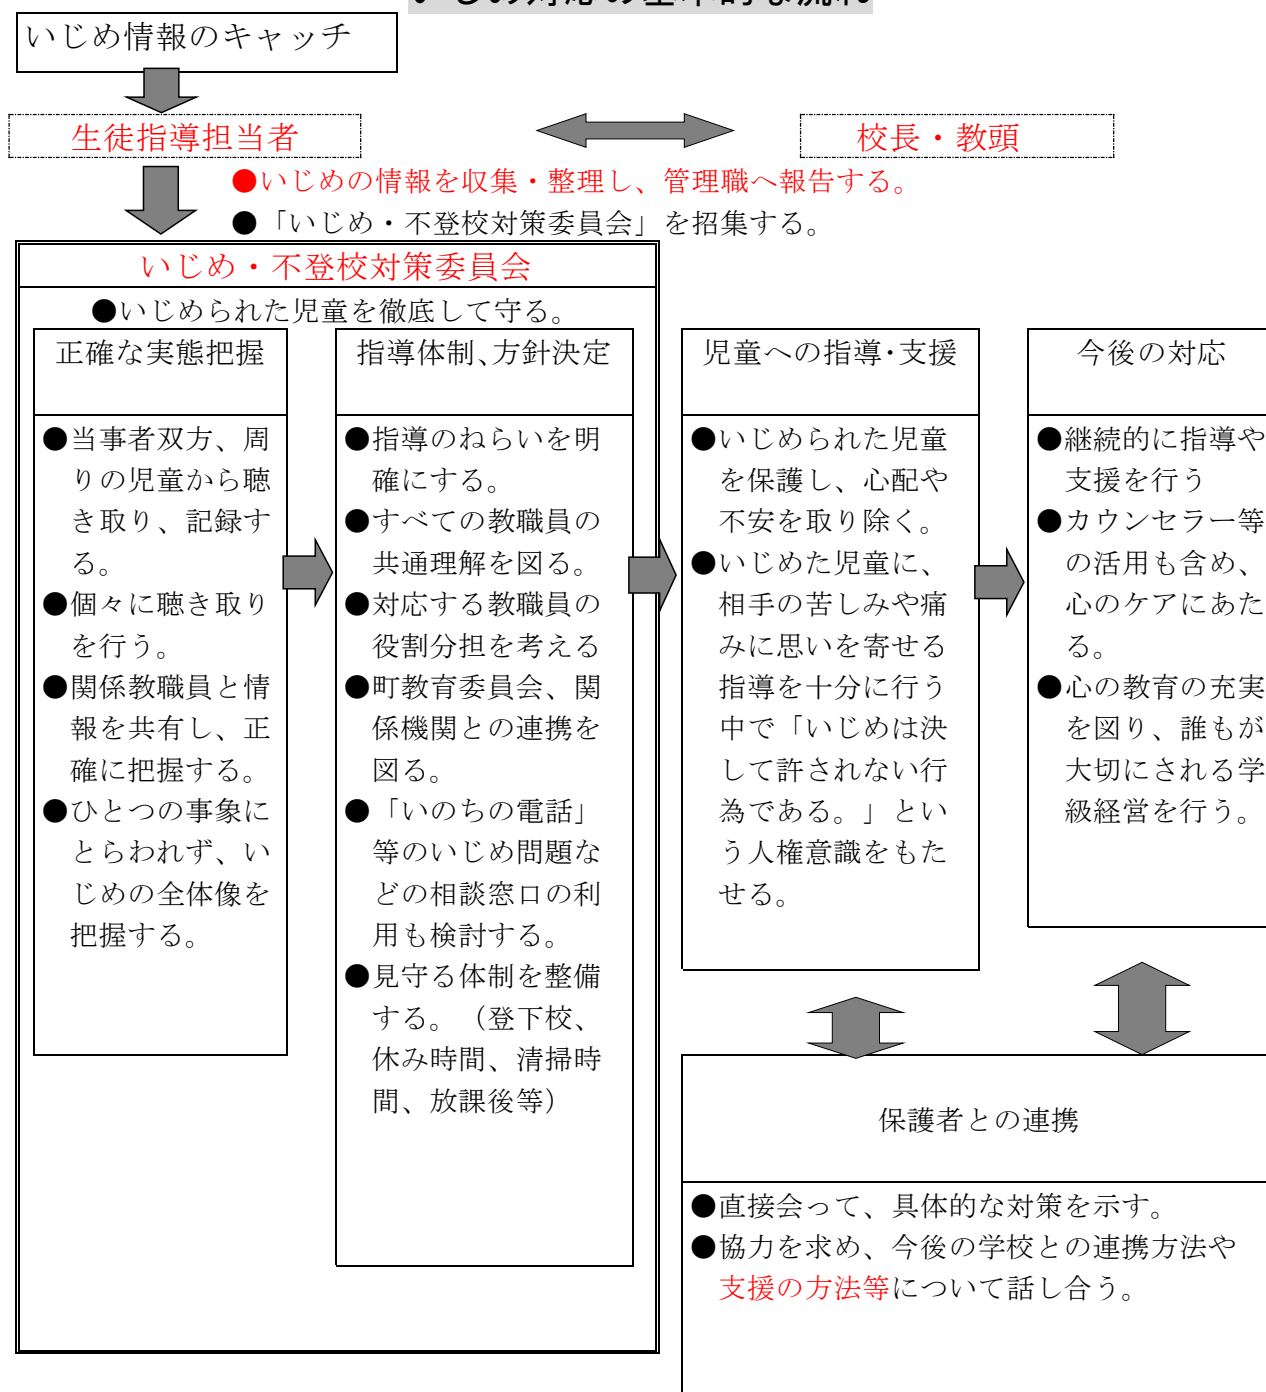 いじめ対応の基本的な流れ
いじめ情報のキャッチ
生徒指導担当者
校長・教頭
●いじめの情報を収集・整理し、管理職へ報告する。
●「いじめ・不登校対策委員会」を招集する。
いじめ・不登校対策委員会
●いじめられた児童を徹底して守る。
正確な実態把握
●当事者双方、周
りの児童から聴
き取り、記録す
る。
●個々に聴き取り
を行う。
●関係教職員と情
報を共有し、正
確に把握する。
●ひとつの事象に
とらわれず、い
じめの全体像を
把握する。
指導体制、方針決定
●指導のねらいを明
確にする。
●すべての教職員の
共通理解を図る。
●対応する教職員の
役割分担を考える
●町教育委員会、関
係機関との連携を
図る。
●「いのちの電話」
等のいじめ問題な
どの相談窓口の利
用も検討する。
●見守る体制を整備
する。（登下校、
休み時間、清掃時
間、放課後等）
児童への指導・支援
●いじめられた児童
を保護し、心配や
不安を取り除く。
●いじめた児童に、
相手の苦しみや痛
みに思いを寄せる
指導を十分に行う
中で「いじめは決
して許されない行
為である。」とい
う人権意識をもた
せる。
今後の対応
●継続的に指導や
支援を行う
●カウンセラー等
の活用も含め、
心のケアにあた
る。
●心の教育の充実
を図り、誰もが
大切にされる学
級経営を行う。
保護者との連携
●直接会って、具体的な対策を示す。
●協力を求め、今後の学校との連携方法や
支援の方法等について話し合う。